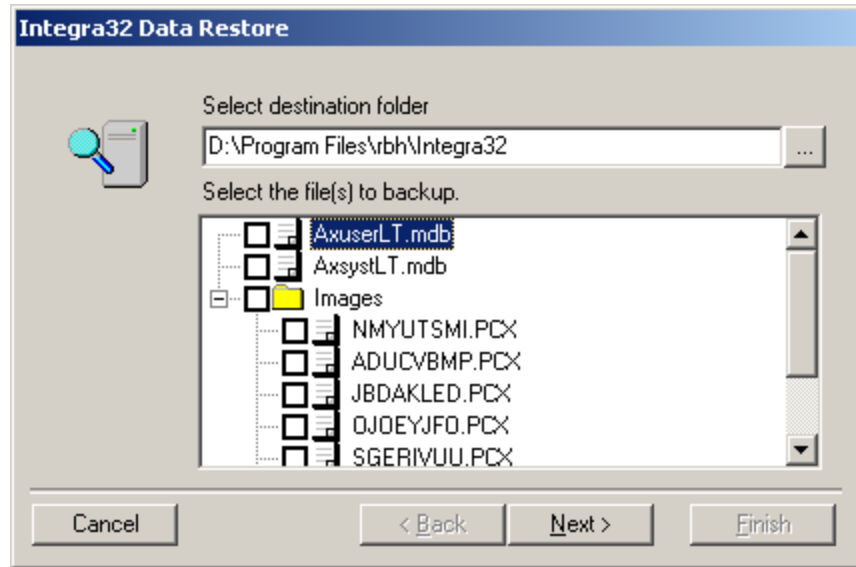 Integra32 Data Restore
Select destination folder
D:\Program Files\rbh\Integra32
...
Select the file(s) to backup.
AxuserLT.mdb
AxsystLT.mdb
Images
NMYUTSMI.PCX
ADUCVBMP.PCX
JBDAKLED.PCX
OJOEYJFO.PCX
SGERIVUU.PCX
Cancel < Back Next > Finish